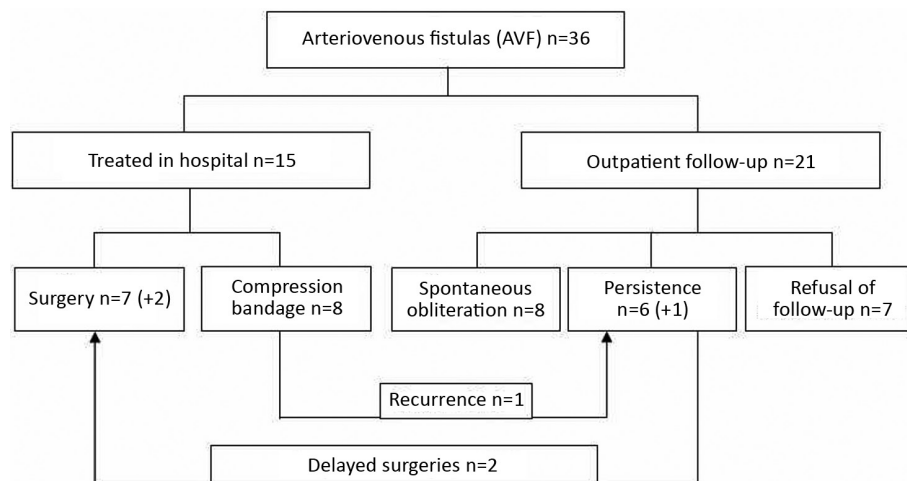 Arteriovenous fistulas (AVF) n=36
Treated in hospital n=15
Outpatient follow-up n=21
Surgery n=7 (+2)
Compression
bandage n=8
Spontaneous
obliteration n=8
Persistence
n=6 (+1)
Refusal of
follow-up n=7
Recurrence n=1
Delayed surgeries n=2